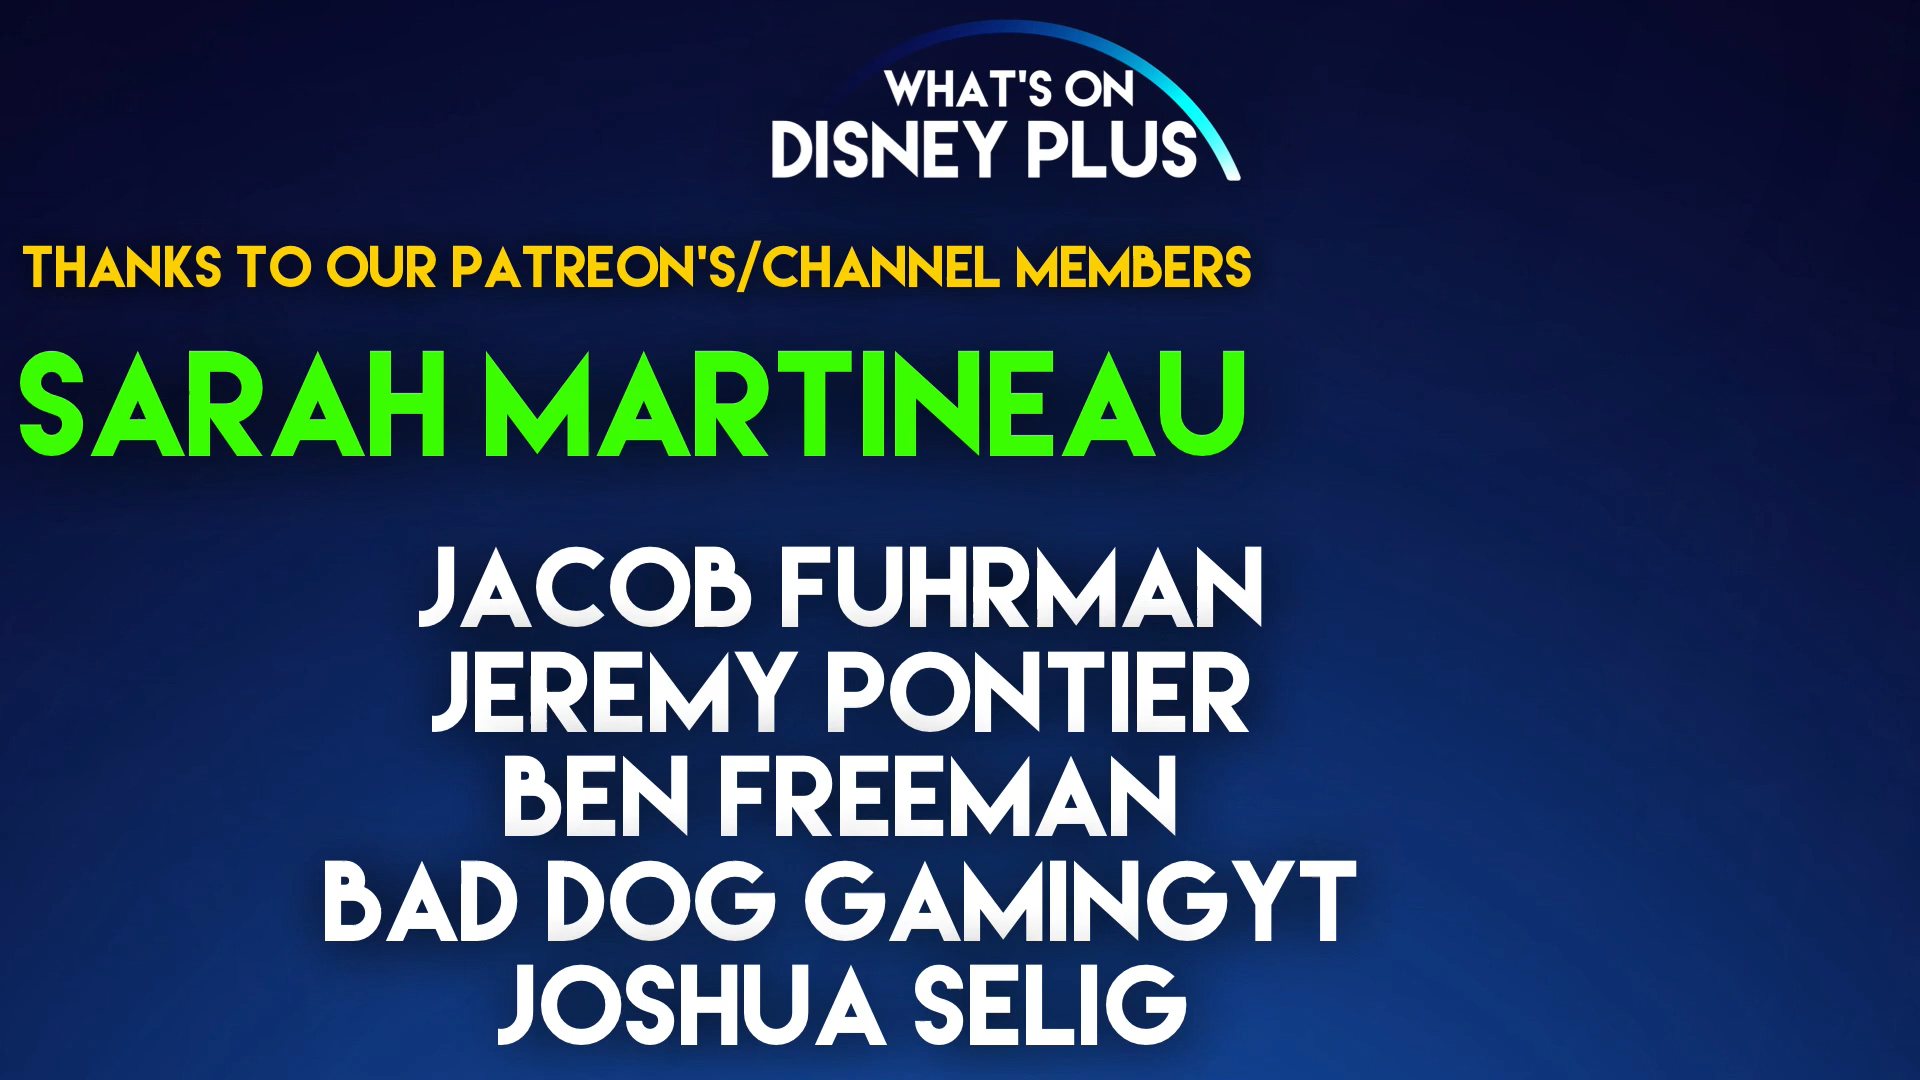 WHAT'S ON
DISNEY PLUS
THANKS TO OUR PATREON'S/CHANNEL MEMBERS
SARAH MARTINEAU
JACOB FUHRMAN
JEREMY PONTIER
BEN FREEMAN
BAD DOG GAMINGYT
JOSHUA SELIG